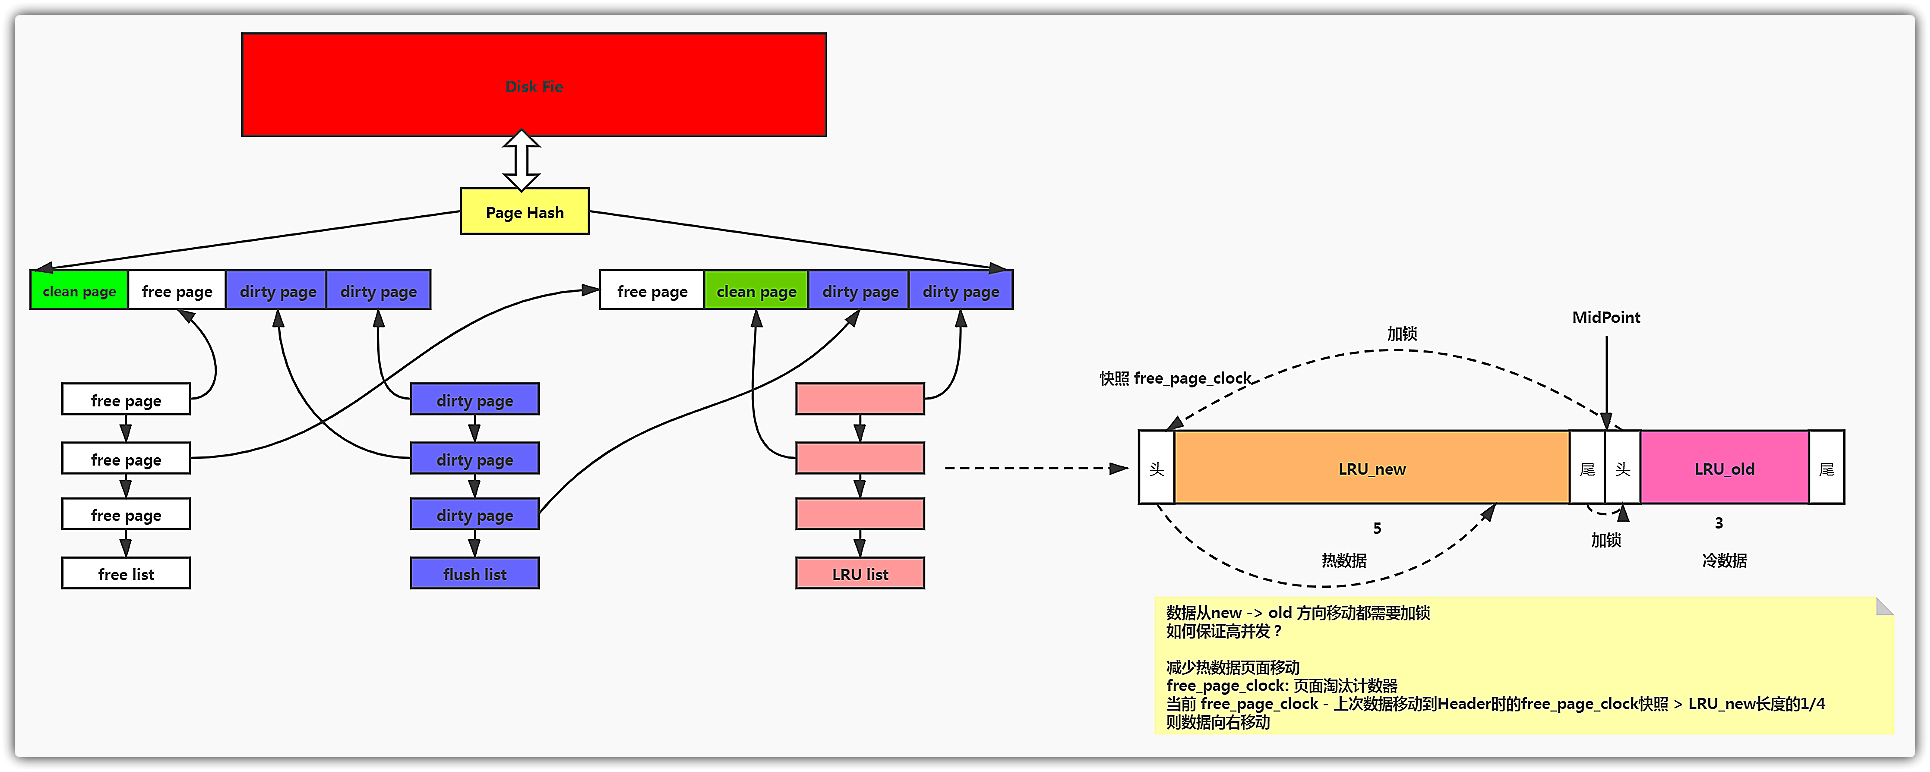 Disk Fie
Page Hash
clean page
free page
dirty page
dirty page
free page
clean page
dirty page
dirty page
free page
free page
free page
free list
dirty page
dirty page
dirty page
flush list
LRU list
MidPoint
加锁
快照 free_page_clock
头
LRU_new
尾
头
LRU_old
尾
5
3
加锁
热数据
冷数据
数据从new -> old 方向移动都需要加锁
如何保证高并发？
减少热数据页面移动
free_page_clock: 页面淘汰计数器
当前 free_page_clock - 上次数据移动到Header时的free_page_clock快照 > LRU_new长度的1/4
则数据向右移动